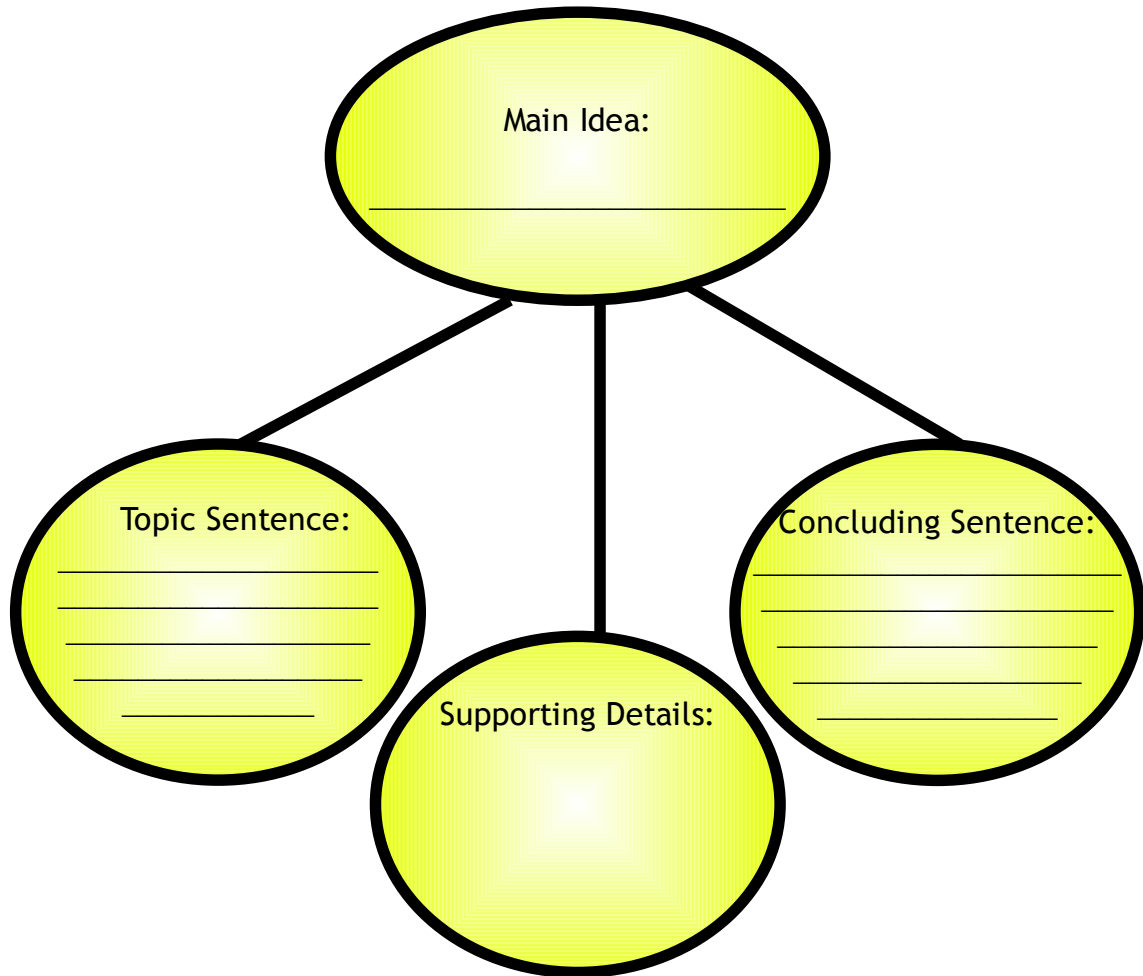 Main Idea:
Topic Sentence:
Concluding Sentence:
Supporting Details: